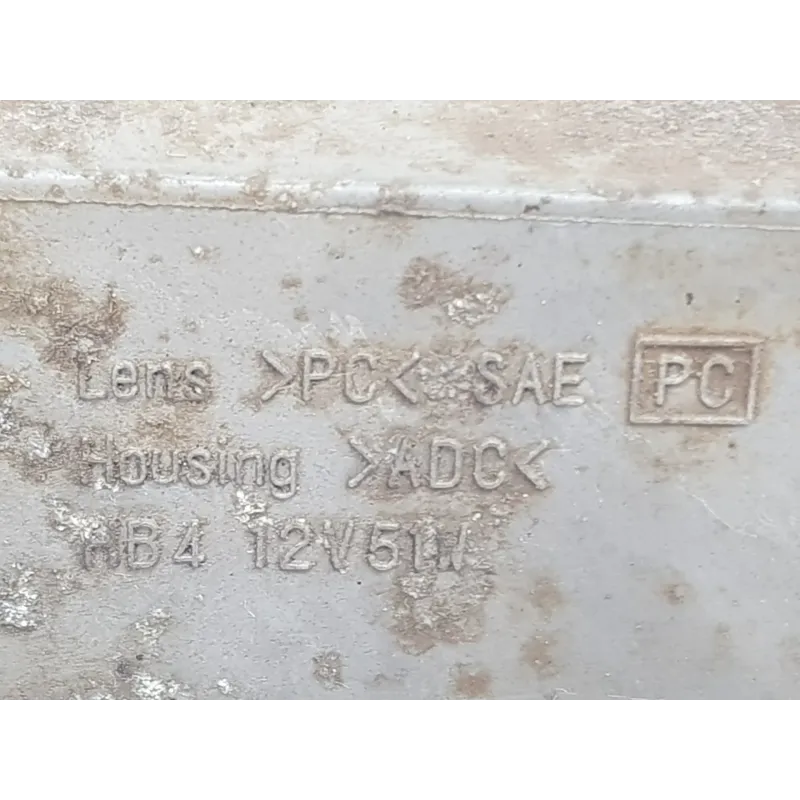 Lens >PC< SAE PC
Housing >ADC<
HB4 12V51W